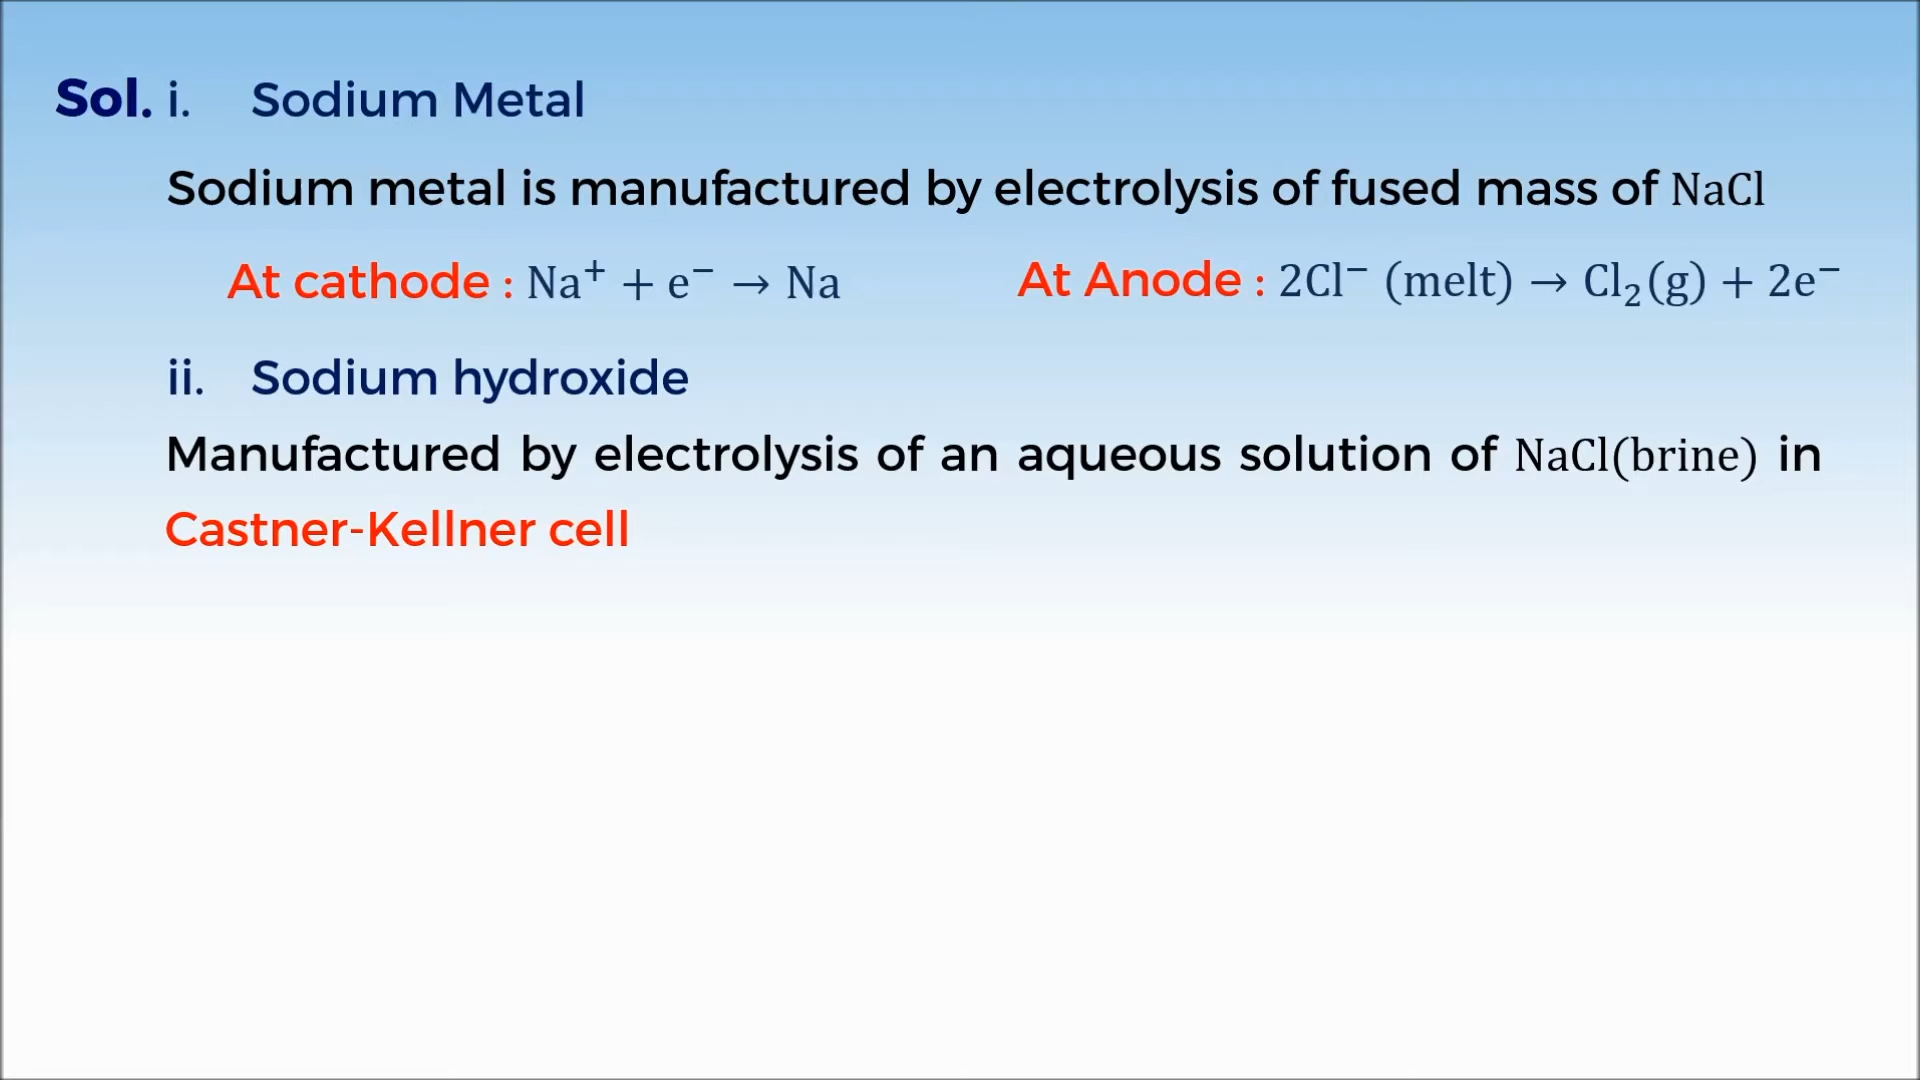 Sol. i. Sodium Metal
Sodium metal is manufactured by electrolysis of fused mass of NaCl
At cathode : Na⁺ + e⁻ → Na At Anode : 2Cl⁻ (melt) → Cl₂(g) + 2e⁻
ii. Sodium hydroxide
Manufactured by electrolysis of an aqueous solution of NaCl(brine) in
Castner-Kellner cell